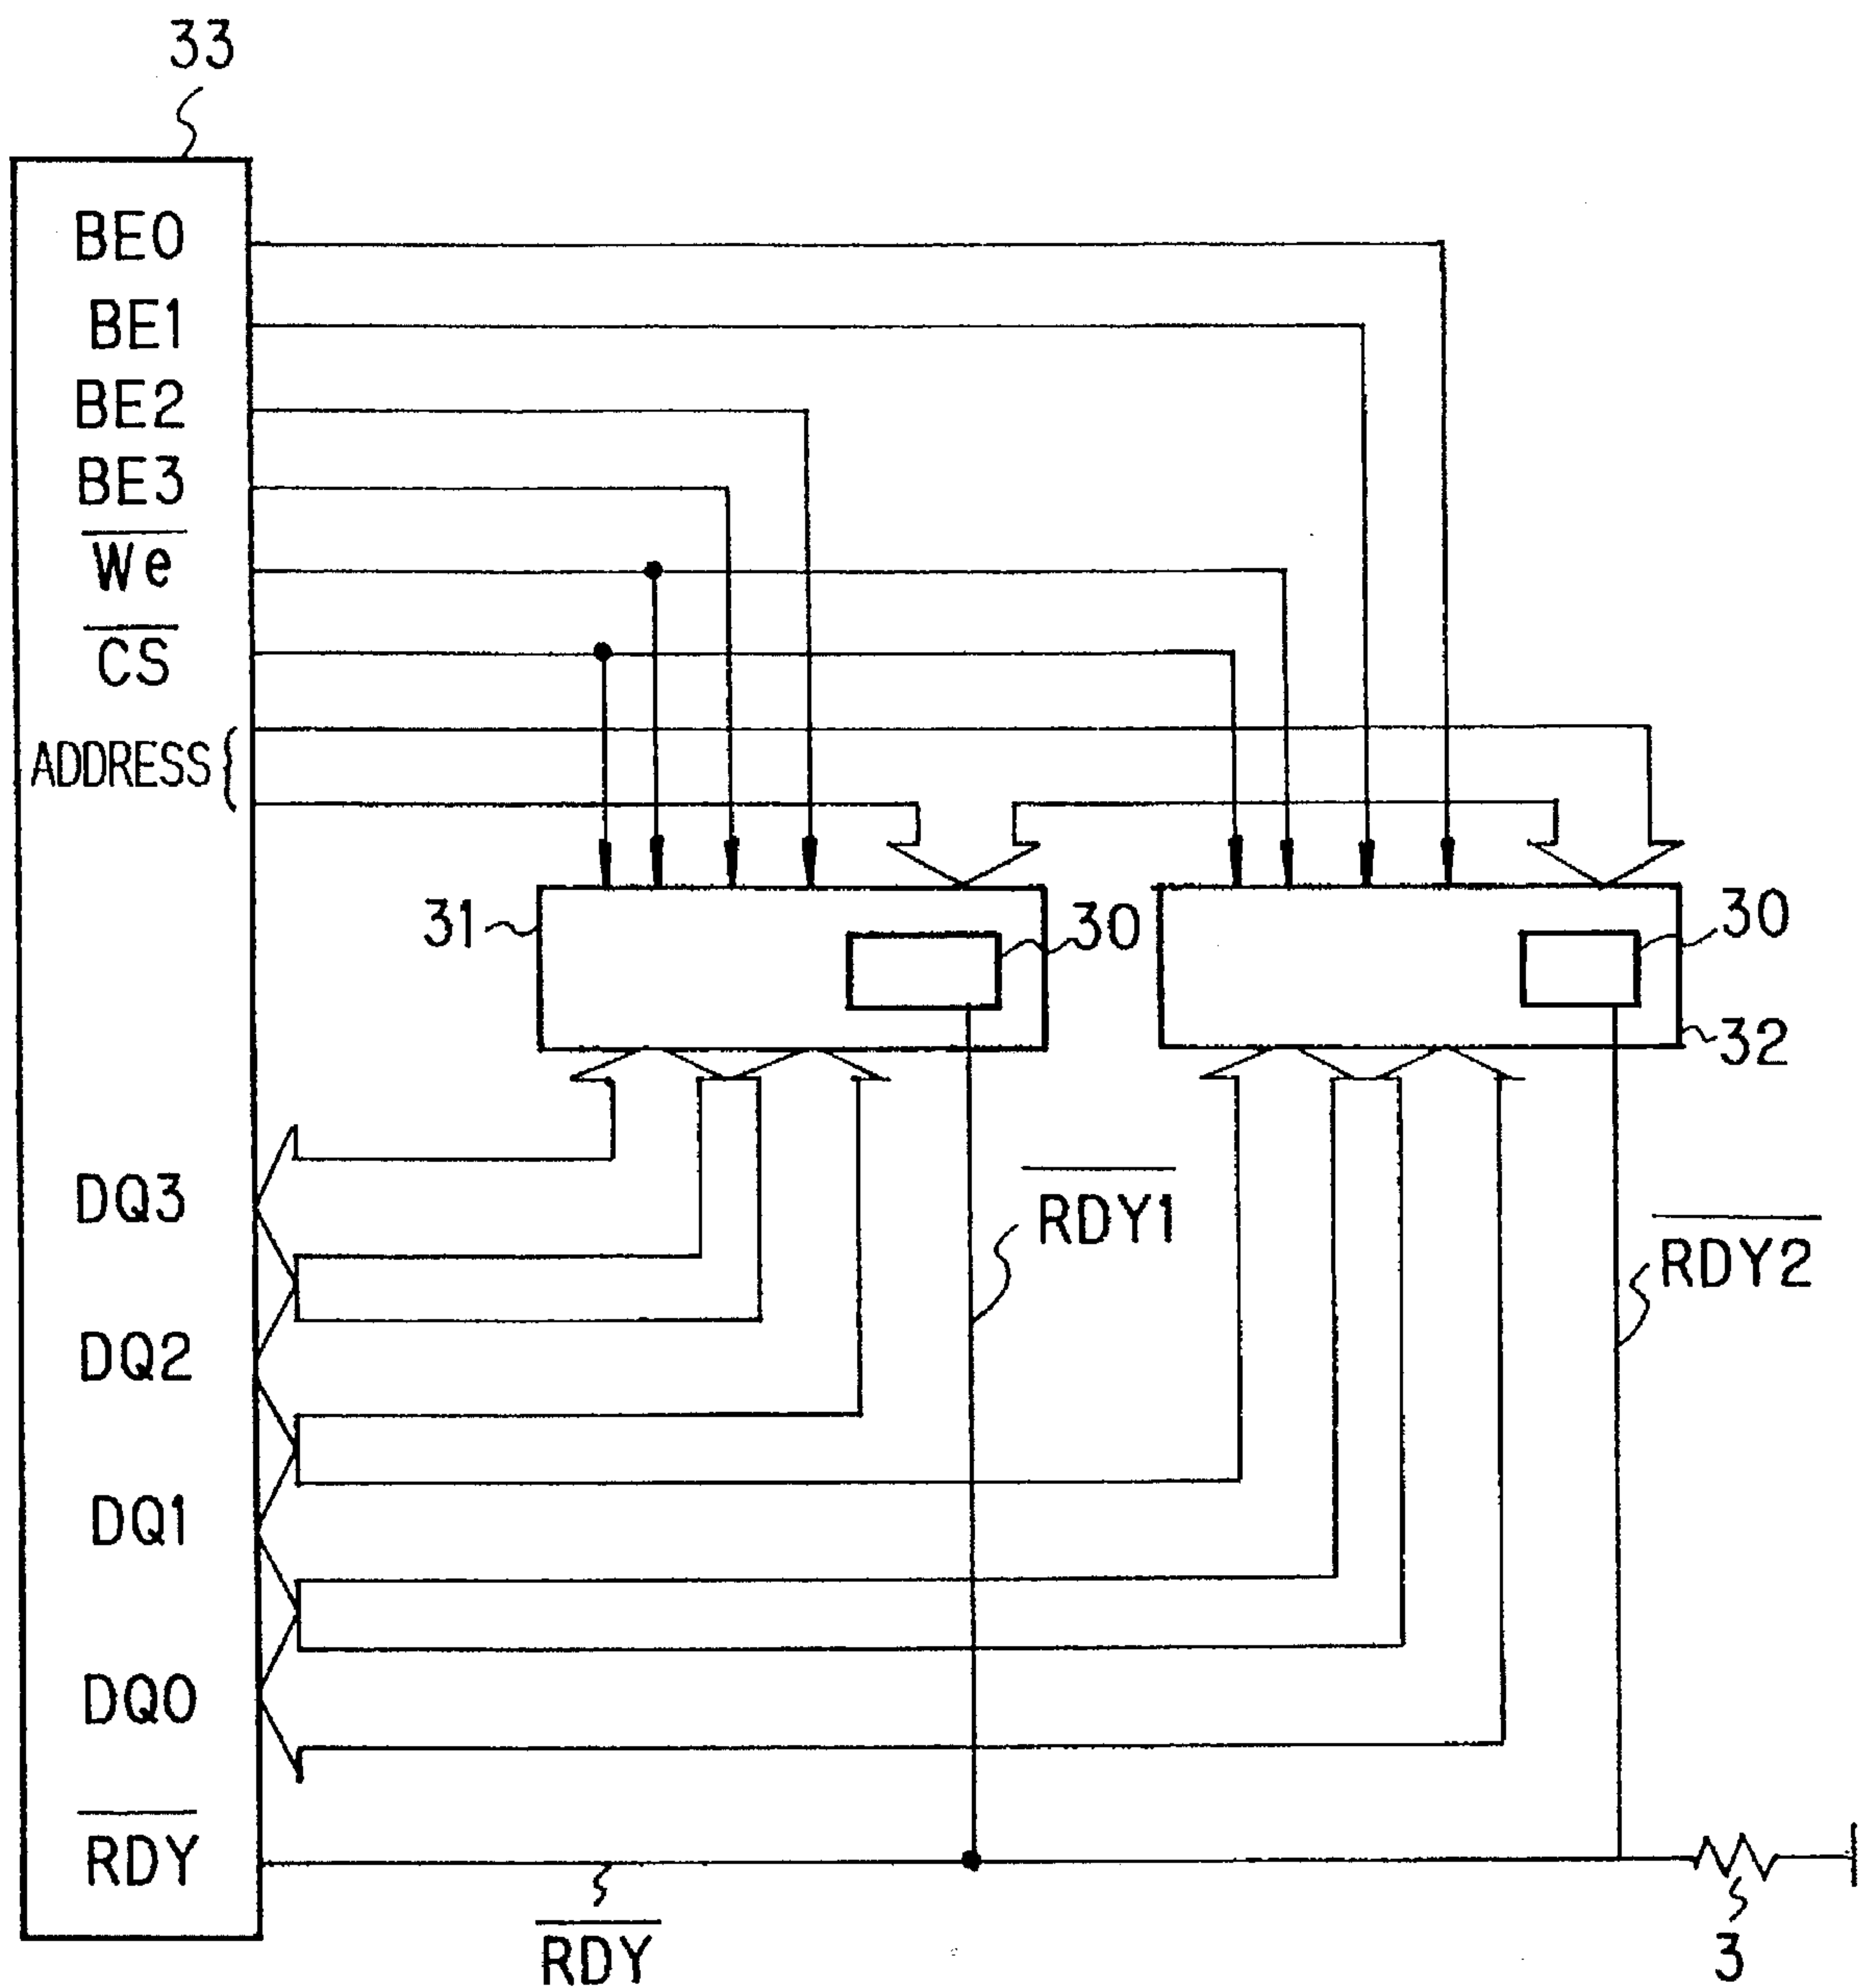 33
BE0
BE1
BE2
BE3
We
CS
ADDRESS
31
30
30
32
DQ3
RDY1
RDY2
DQ2
DQ1
DQ0
RDY
RDY
3